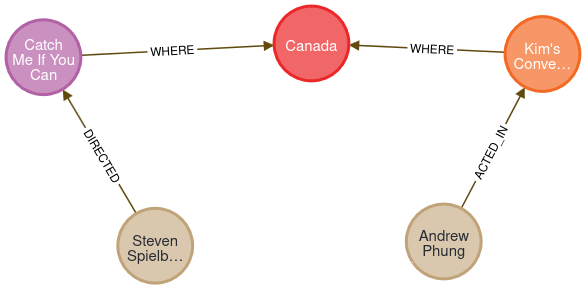 Catch
Me If You
Can
WHERE
Canada
WHERE
Kim's
Conve…
DIRECTED
ACTED_IN
Steven
Spielb…
Andrew
Phung